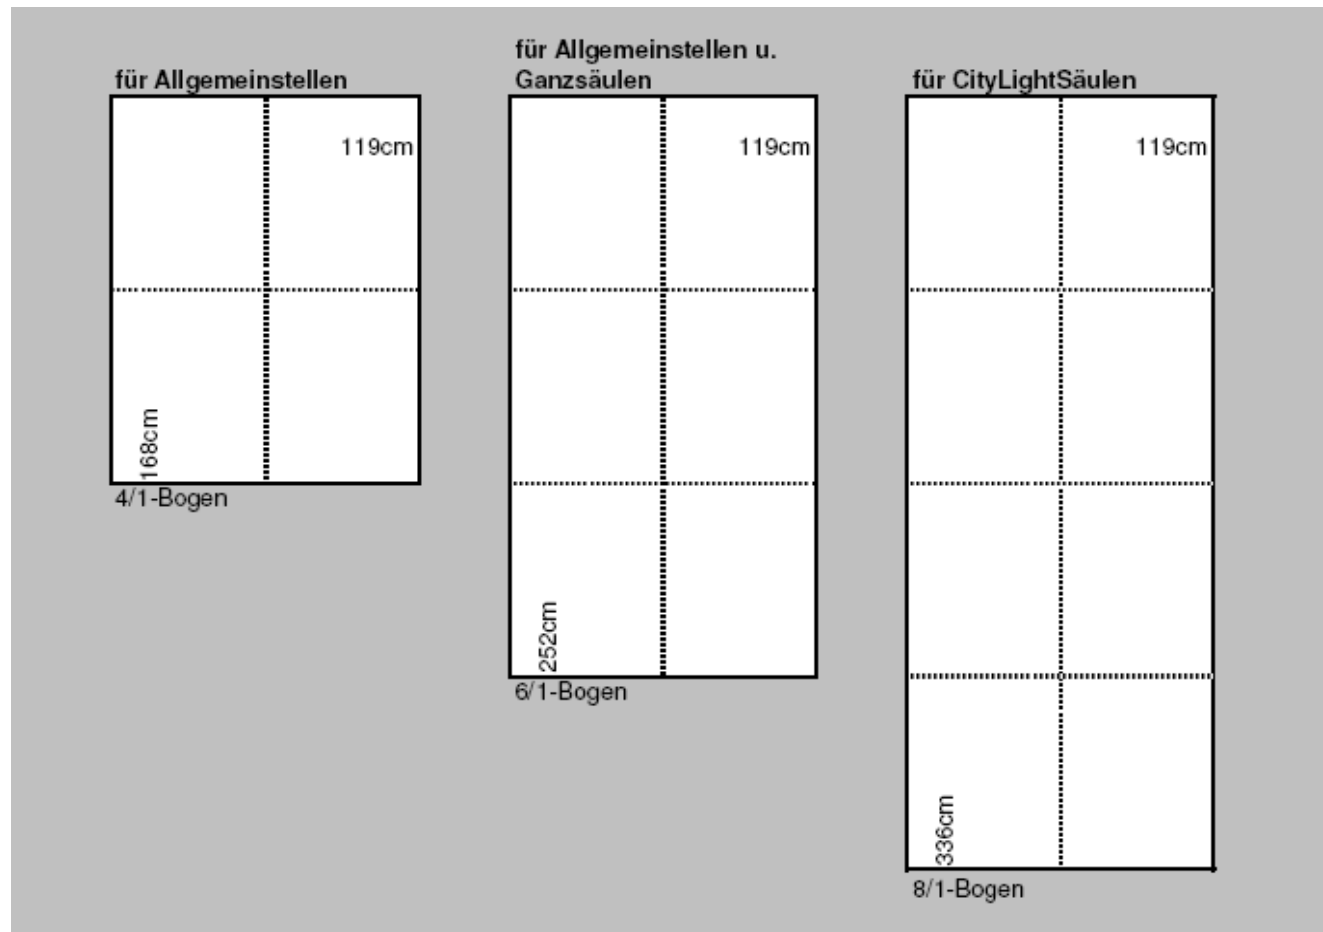 für Allgemeinstellen
119cm
168cm
4/1-Bogen
für Allgemeinstellen u.
Ganzsäulen
119cm
252cm
6/1-Bogen
für CityLightSäulen
119cm
336cm
8/1-Bogen